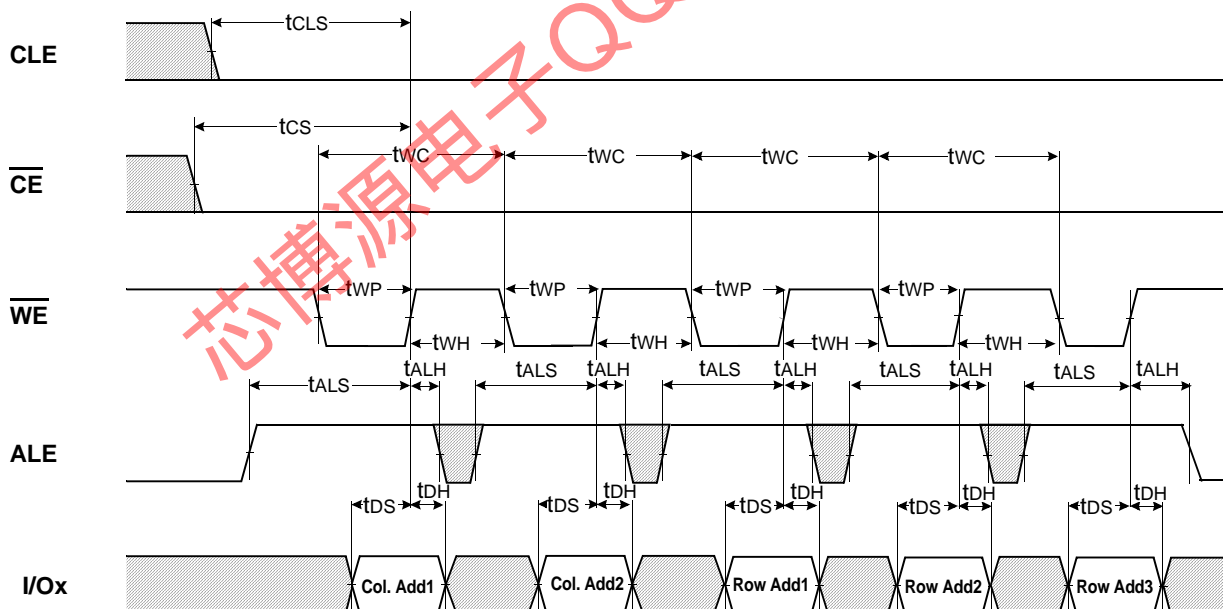 CLE
tCLS
CE
tCS
tWC tWC tWC tWC
WE
tWP tWP tWP tWP
tWH tWH tWH tWH
ALE
tALS tALH tALS tALH tALS tALH tALS tALH tALS tALH
tDS tDH tDS tDH tDS tDH tDS tDH tDS tDH
I/Ox
Col. Add1 Col. Add2 Row Add1 Row Add2 Row Add3
芯博源电子QQ